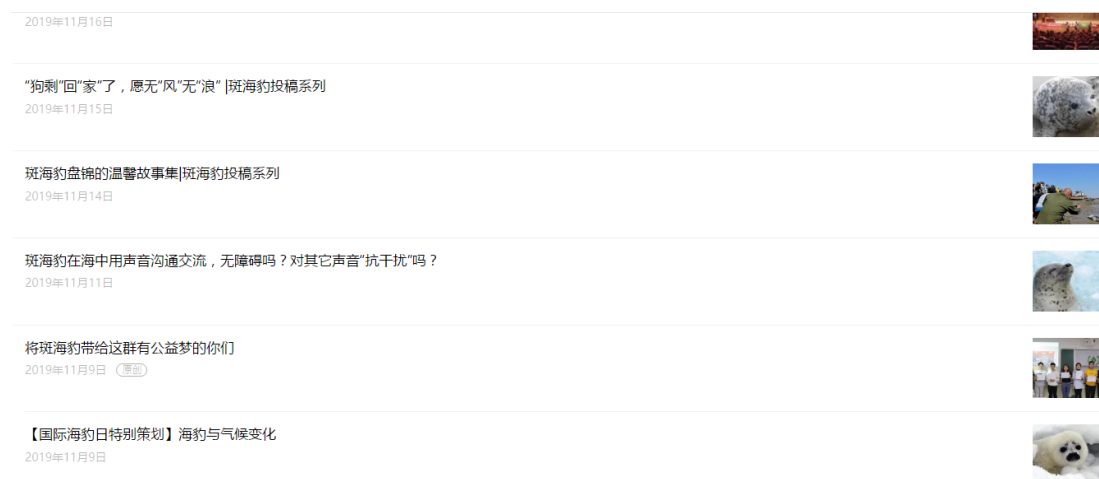 2019年11月16日
“狗剩”回“家”了，愿无“风”无“浪” |斑海豹投稿系列
2019年11月15日
斑海豹盘锦的温馨故事集|斑海豹投稿系列
2019年11月14日
斑海豹在海中用声音沟通交流，无障碍吗？对其它声音“抗干扰”吗？
2019年11月11日
将斑海豹带给这群有公益梦的你们
2019年11月9日 原创
【国际海豹日特别策划】海豹与气候变化
2019年11月9日